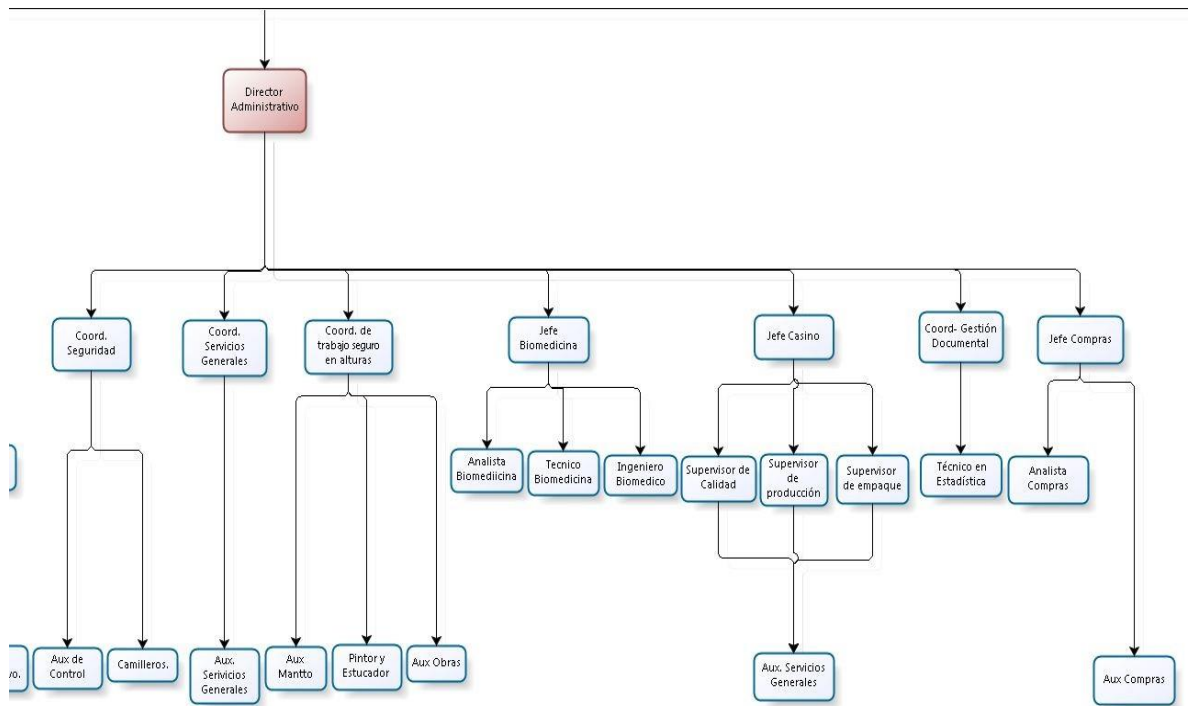 Director
Administrativo
Coord.
Seguridad
Coord.
Servicios
Generales
Coord. de
trabajo seguro
en alturas
Jefe
Biomedicina
Jefe Casino
Coord- Gestión
Documental
Jefe Compras
Analista
Biomediicina
Tecnico
Biomedicina
Ingeniero
Biomedico
Supervisor de
Calidad
Supervisor
de
producción
Supervisor
de empaque
Técnico en
Estadística
Analista
Compras
vo.
Aux de
Control
Camilleros.
Aux.
Serivicios
Generales
Aux
Mantto
Pintor y
Estucador
Aux Obras
Aux. Servicios
Generales
Aux Compras